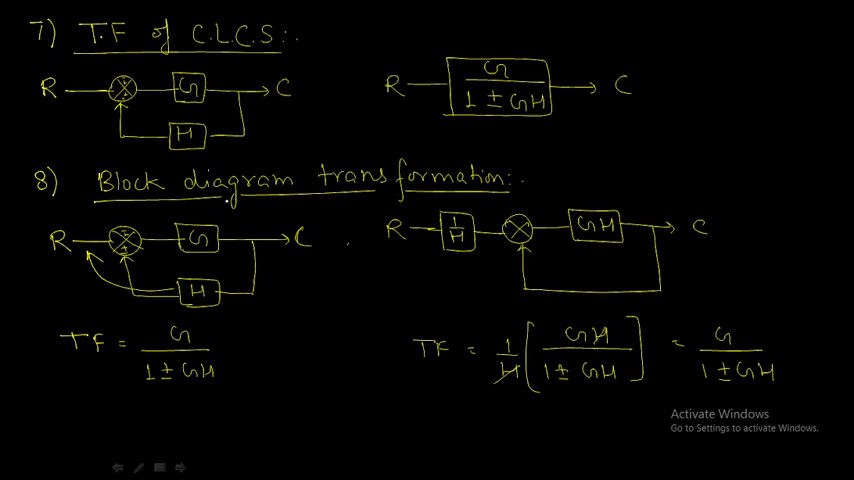 7) T.F of C.L.C.S:.
R G C
H
R G / 1 ± GH C
8) Block diagram transformation:.
R G C
H
R 1/H GH C
TF = G / 1 ± GH
TF = 1/H [ GH / 1 ± GH ] = G / 1 ± GH
Activate Windows
Go to Settings to activate Windows.